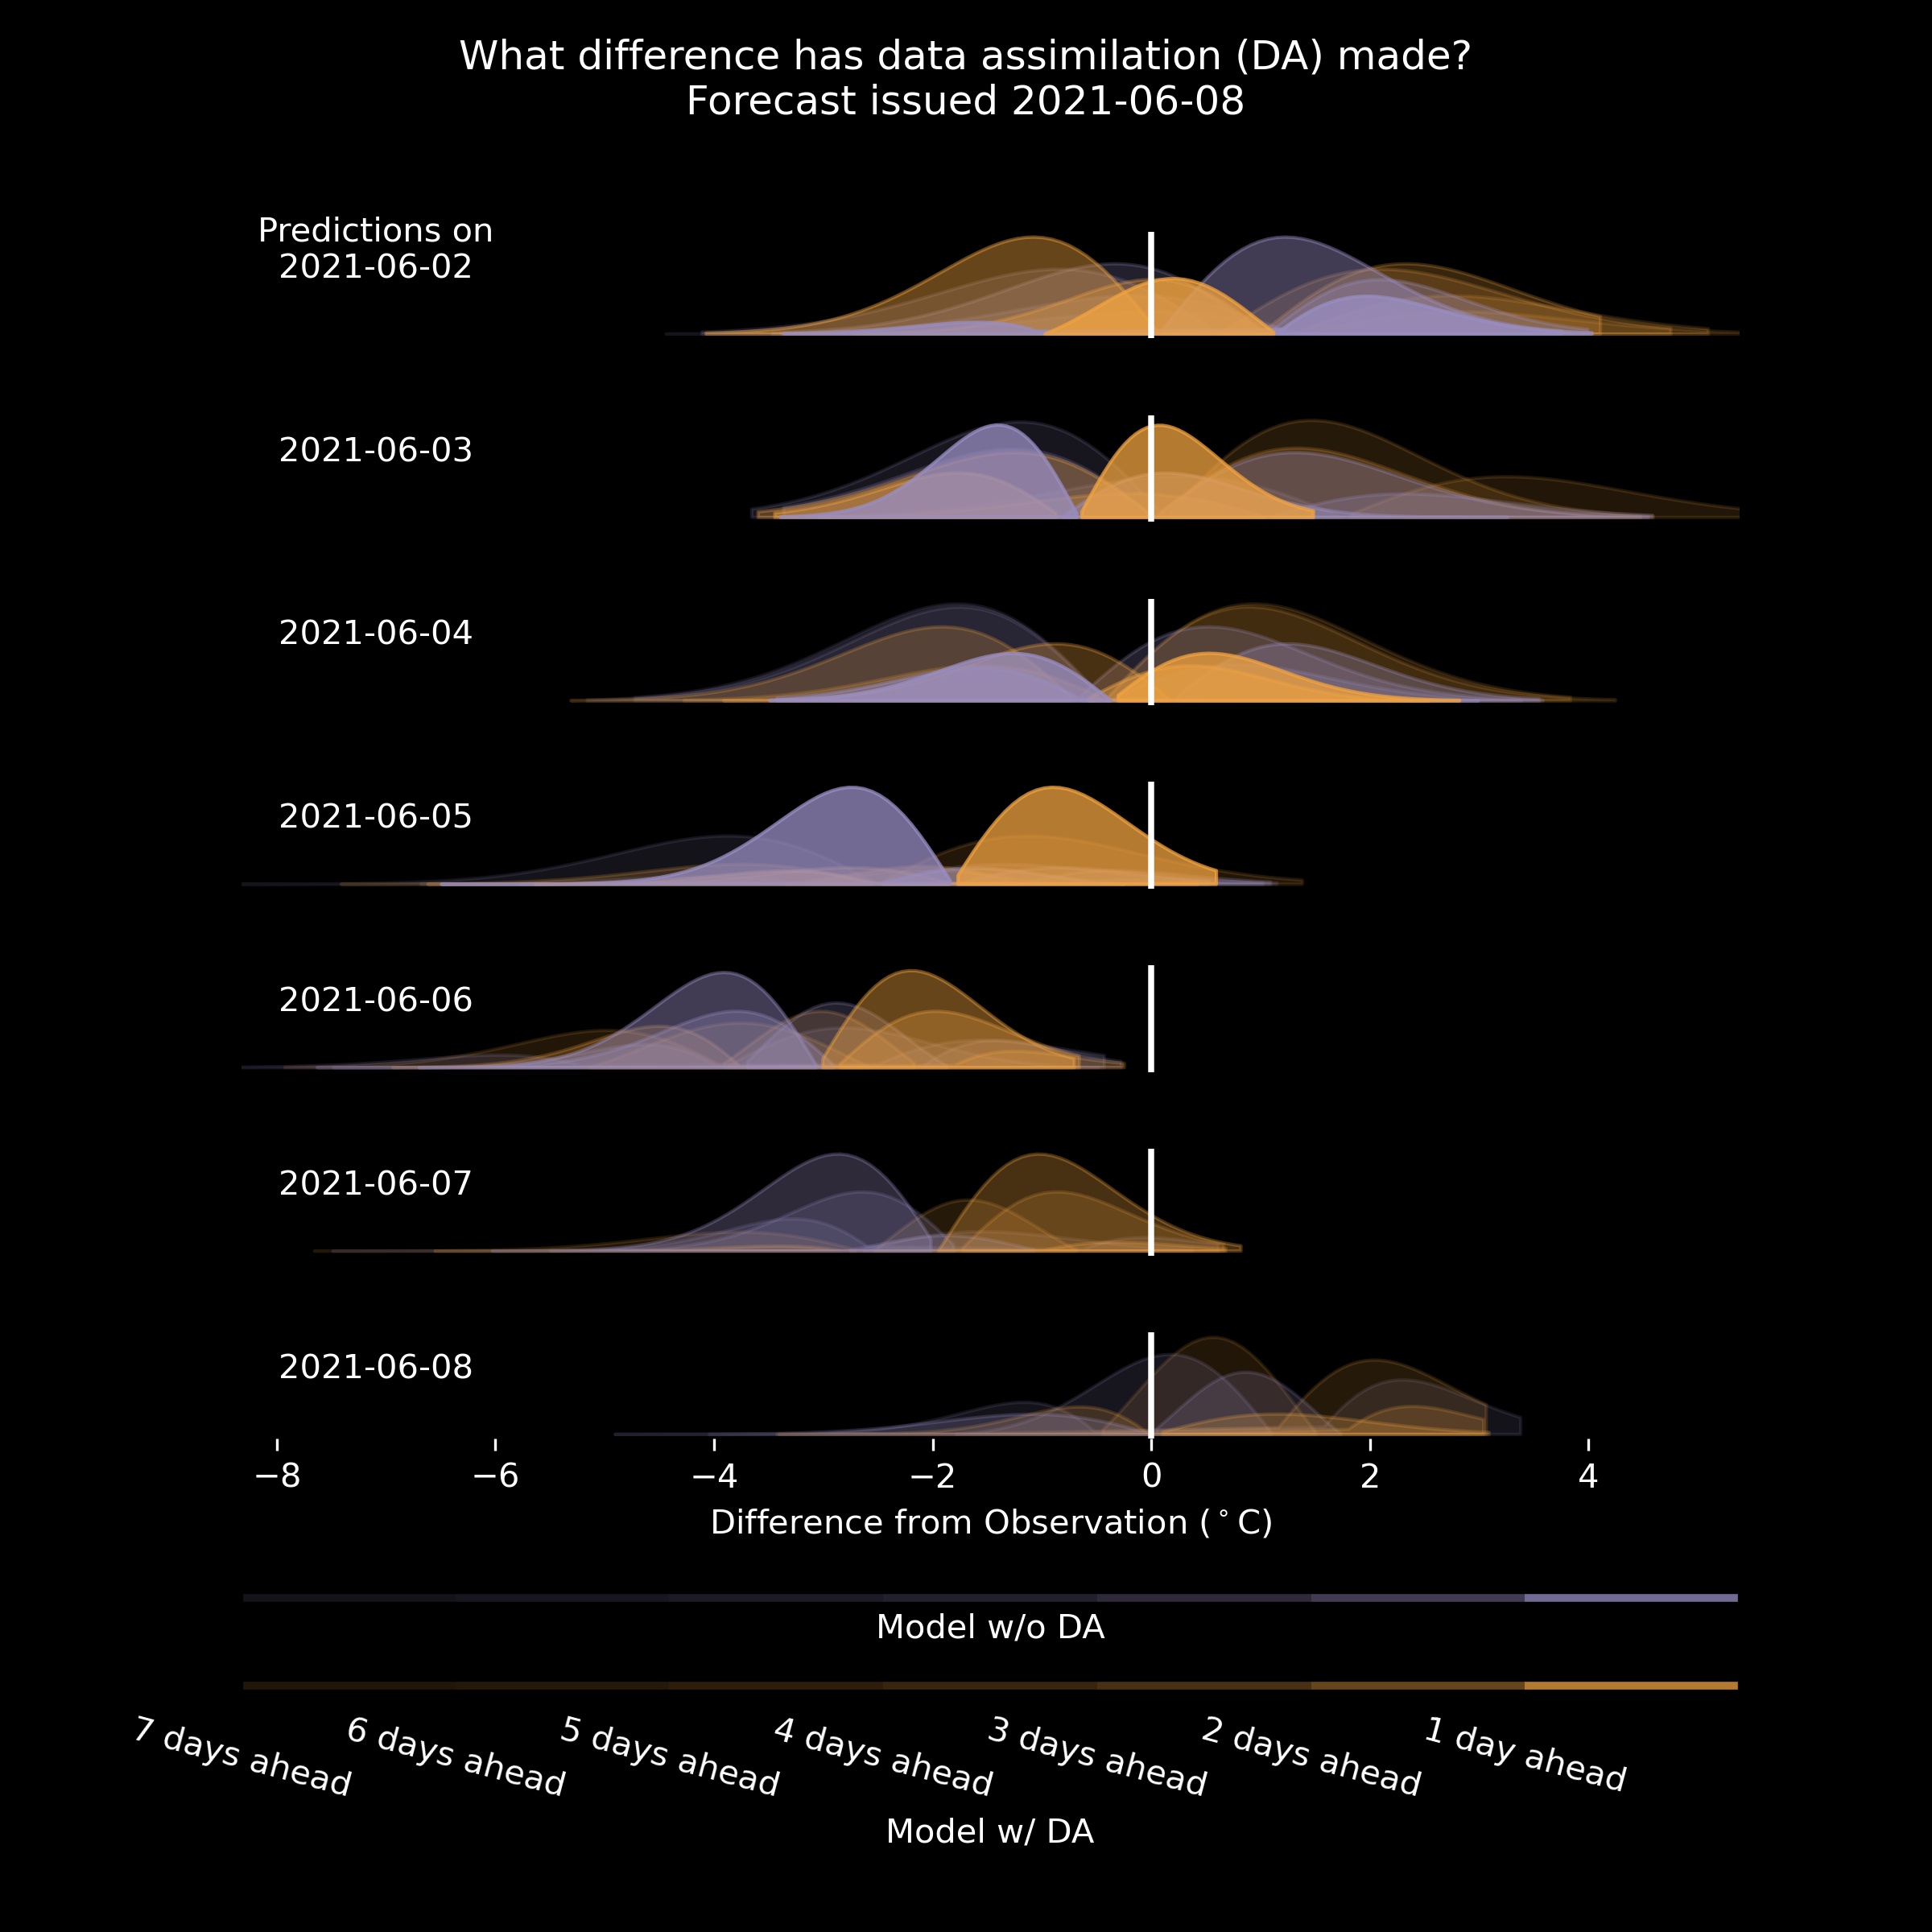 What difference has data assimilation (DA) made?
Forecast issued 2021-06-08
Predictions on
2021-06-02
2021-06-03
2021-06-04
2021-06-05
2021-06-06
2021-06-07
2021-06-08
−8 −6 −4 −2 0 2 4
Difference from Observation (°C)
Model w/o DA
7 days ahead 6 days ahead 5 days ahead 4 days ahead 3 days ahead 2 days ahead 1 day ahead
Model w/ DA